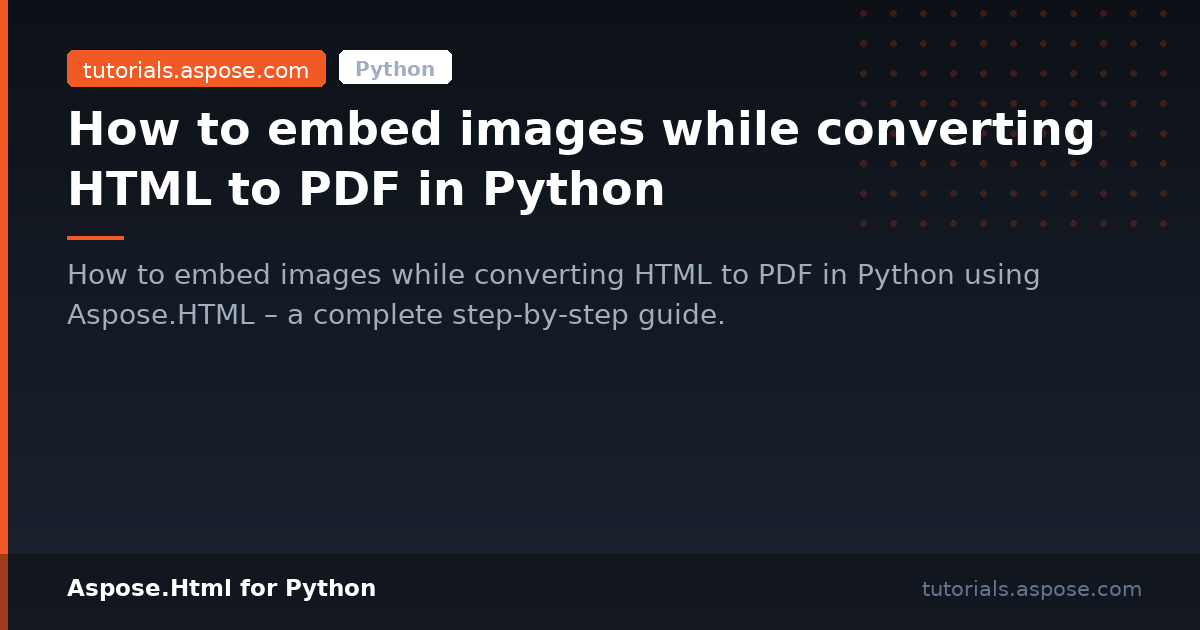 tutorials.aspose.com
Python
How to embed images while converting
HTML to PDF in Python
How to embed images while converting HTML to PDF in Python using
Aspose.HTML – a complete step-by-step guide.
Aspose.Html for Python
tutorials.aspose.com